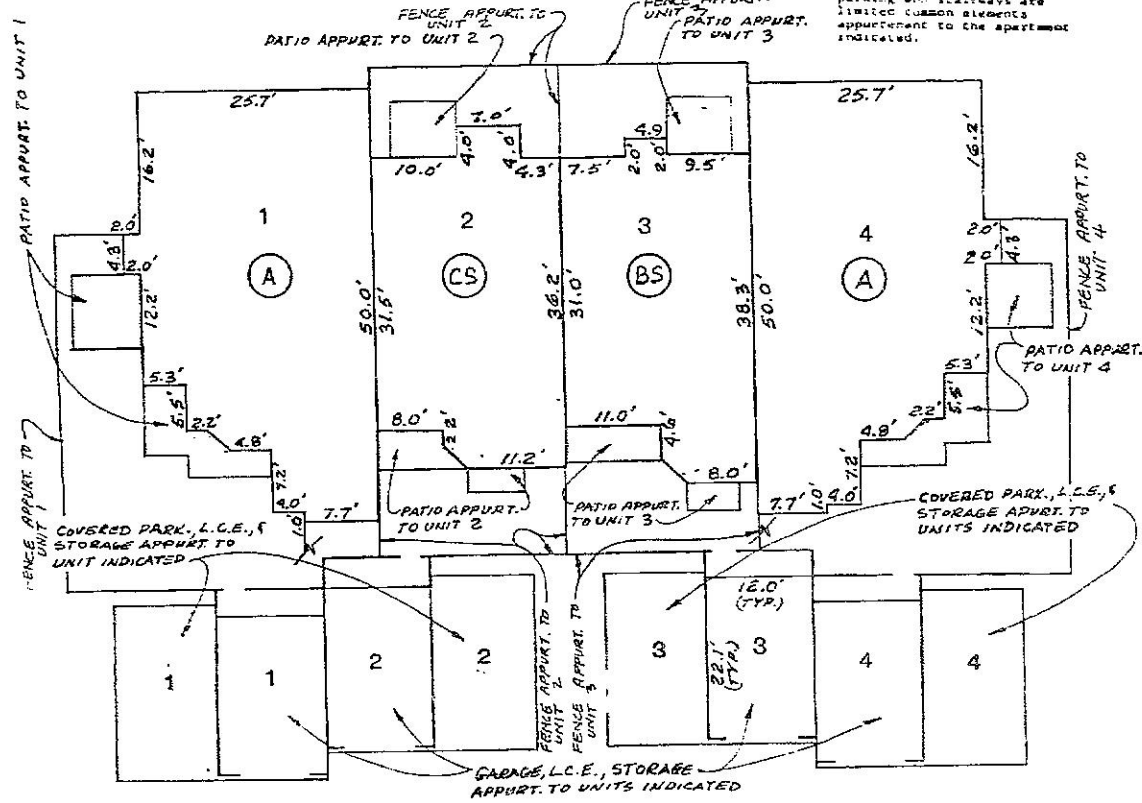 FENCE APPURT. TO
UNIT 2
PATIO APPURT. TO UNIT 2
UNIT 3
PATIO APPURT.
TO UNIT 3
limited common elements
appurtenant to the apartment
indicated.
PATIO APPURT. TO UNIT 1
25.7'
16.2'
2.0'
4.3'
2.0'
12.2'
5.3'
5.5'
2.2'
4.8'
7.2'
4.0'
1.0'
7.7'
1
A
50.0'
31.5'
10.0'
4.0'
7.0'
4.0'
4.3'
2
CS
36.2'
31.0'
7.5'
2.0'
4.9
2.0'
9.5'
3
BS
38.3'
50.0'
25.7'
16.2'
4
A
2.0'
4.3'
2.0'
12.2'
5.3'
5.5'
2.2'
4.8'
7.2'
4.0'
1.0'
7.7'
FENCE APPURT. TO
UNIT 4
PATIO APPURT.
TO UNIT 4
8.0'
2.2'
11.2'
11.0'
4.6'
8.0'
PATIO APPURT.
TO UNIT 2
PATIO APPURT.
TO UNIT 3
FENCE APPURT. TO
UNIT 1
COVERED PARK., L.C.E., &
STORAGE APPURT. TO
UNIT INDICATED
COVERED PARK., L.C.E., &
STORAGE APURT. TO
UNITS INDICATED
1
1
2
2
FENCE APPURT. TO
UNIT 2
FENCE APPURT. TO
UNIT 3
3
3
12.0'
(TYP.)
22.1'
(TYP.)
4
4
GARAGE, L.C.E., STORAGE
APPURT. TO UNITS INDICATED